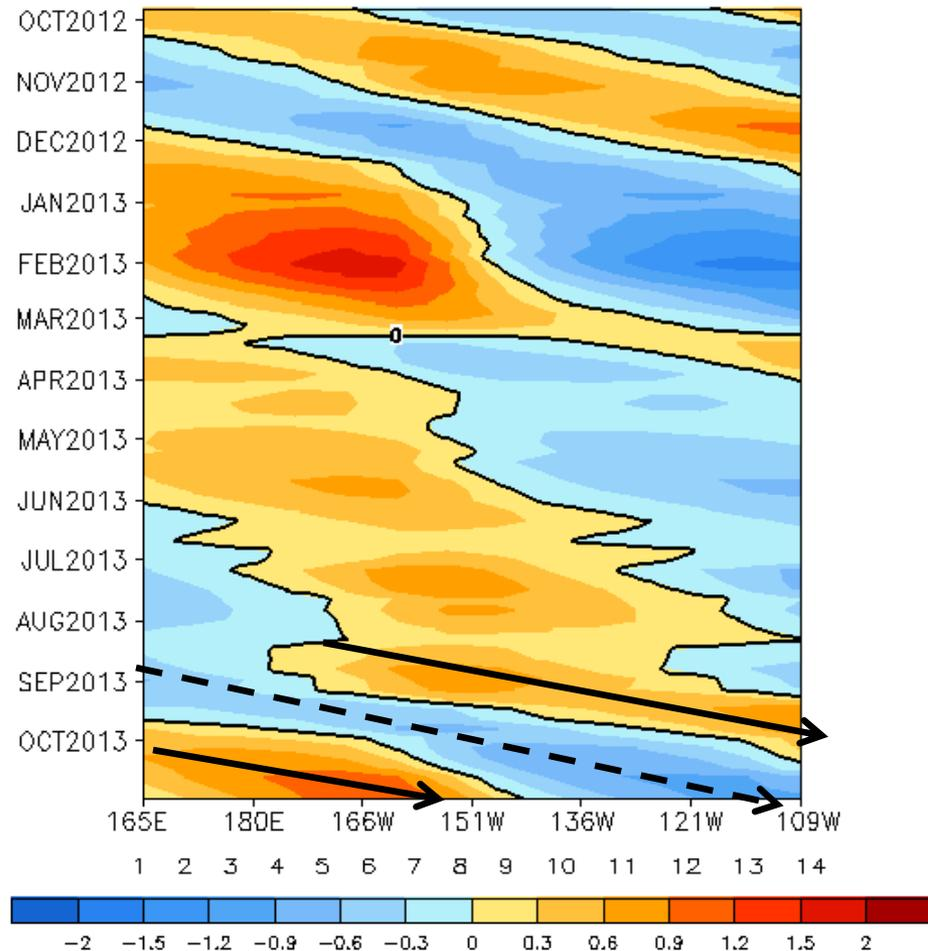 OCT2012
NOV2012
DEC2012
JAN2013
FEB2013
MAR2013
0
APR2013
MAY2013
JUN2013
JUL2013
AUG2013
SEP2013
OCT2013
165E 180E 166W 151W 136W 121W 109W
1 2 3 4 5 6 7 8 9 10 11 12 13 14
-2 -1.5 -1.2 -0.9 -0.6 -0.3 0 0.3 0.6 0.9 1.2 1.5 2